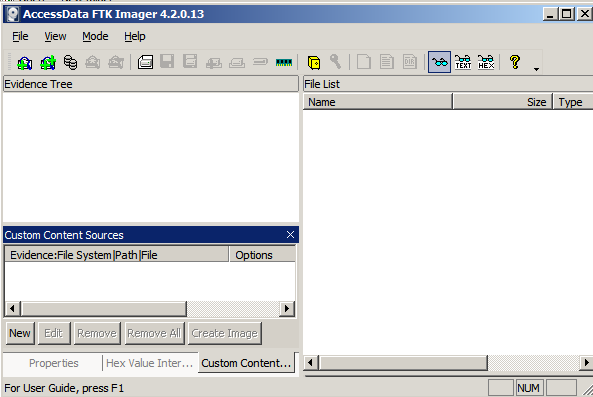 AccessData FTK Imager 4.2.0.13
File View Mode Help
TEXT HEX ?
Evidence Tree
File List
Name Size Type
Custom Content Sources
Evidence:File System|Path|File Options
New Edit Remove Remove All Create Image
Properties Hex Value Inter... Custom Content...
For User Guide, press F1
NUM